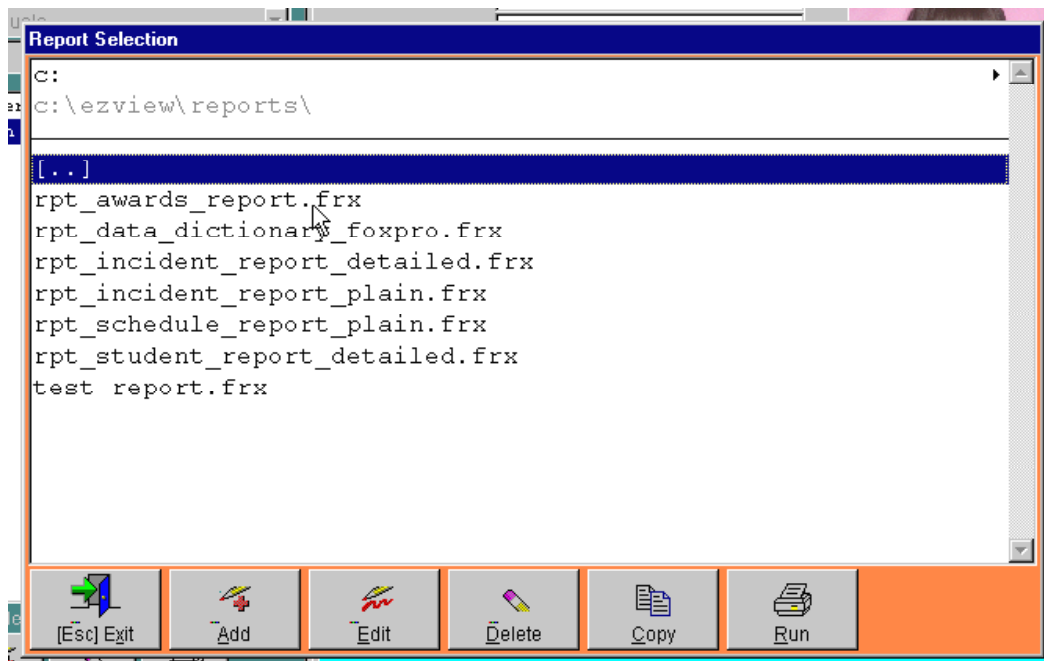 Report Selection
c:
c:\ezview\reports\
[..]
rpt_awards_report.frx
rpt_data_dictionary_foxpro.frx
rpt_incident_report_detailed.frx
rpt_incident_report_plain.frx
rpt_schedule_report_plain.frx
rpt_student_report_detailed.frx
test report.frx
[Esc] Exit Add Edit Delete Copy Run